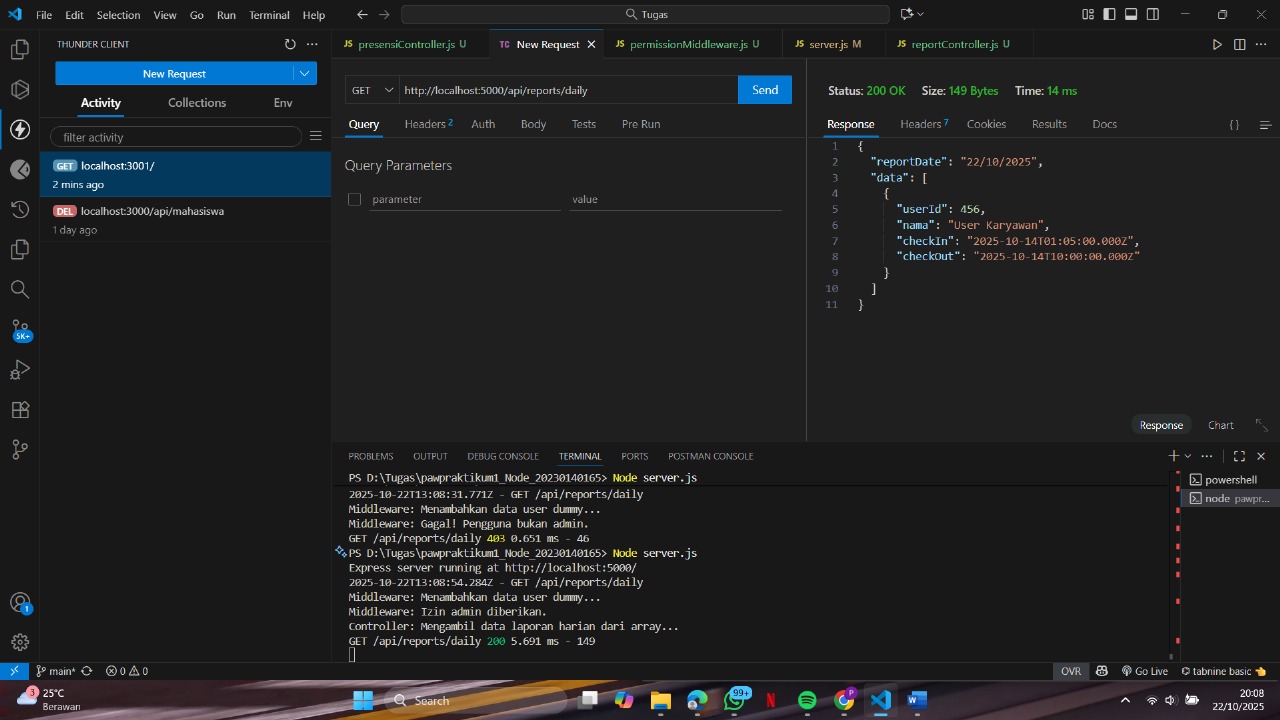 File Edit Selection View Go Run Terminal Help
Tugas
THUNDER CLIENT
New Request
Activity Collections Env
filter activity
GET localhost:3001/
2 mins ago
DEL localhost:3000/api/mahasiswa
1 day ago
JS presensiController.js U
TC New Request
JS permissionMiddleware.js U
JS server.js M
JS reportController.js U
GET http://localhost:5000/api/reports/daily Send
Query Headers 2 Auth Body Tests Pre Run
Query Parameters
parameter value
Status: 200 OK Size: 149 Bytes Time: 14 ms
Response Headers 7 Cookies Results Docs { }
1 {
2 "reportDate": "22/10/2025",
3 "data": [
4 {
5 "userId": 456,
6 "nama": "User Karyawan",
7 "checkIn": "2025-10-14T01:05:00.000Z",
8 "checkOut": "2025-10-14T10:00:00.000Z"
9 }
10 ]
11 }
Response Chart
PROBLEMS OUTPUT DEBUG CONSOLE TERMINAL PORTS POSTMAN CONSOLE
PS D:\Tugas\pawpraktikum1_Node_20230140165> Node server.js
2025-10-22T13:08:31.771Z - GET /api/reports/daily
Middleware: Menambahkan data user dummy...
Middleware: Gagal! Pengguna bukan admin.
GET /api/reports/daily 403 0.651 ms - 46
PS D:\Tugas\pawpraktikum1_Node_20230140165> Node server.js
Express server running at http://localhost:5000/
2025-10-22T13:08:54.284Z - GET /api/reports/daily
Middleware: Menambahkan data user dummy...
Middleware: Izin admin diberikan.
Controller: Mengambil data laporan harian dari array...
GET /api/reports/daily 200 5.691 ms - 149
powershell
node pawpr...
5K+
1
main* 0 0
OVR Go Live tabnine basic
3
25°C
Berawan
Search
99+
P
20:08
22/10/2025